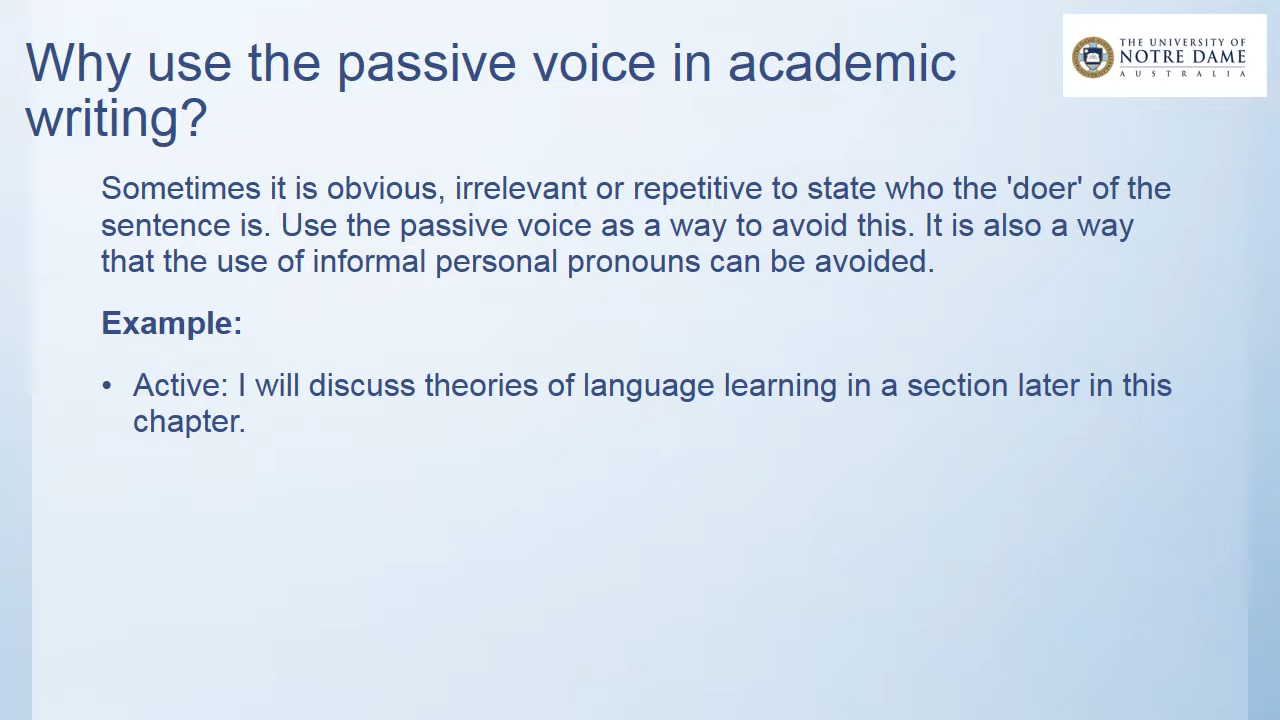 Why use the passive voice in academic
writing?
THE UNIVERSITY OF
NOTRE DAME
AUSTRALIA
Sometimes it is obvious, irrelevant or repetitive to state who the 'doer' of the
sentence is. Use the passive voice as a way to avoid this. It is also a way
that the use of informal personal pronouns can be avoided.
Example:
• Active: I will discuss theories of language learning in a section later in this
chapter.